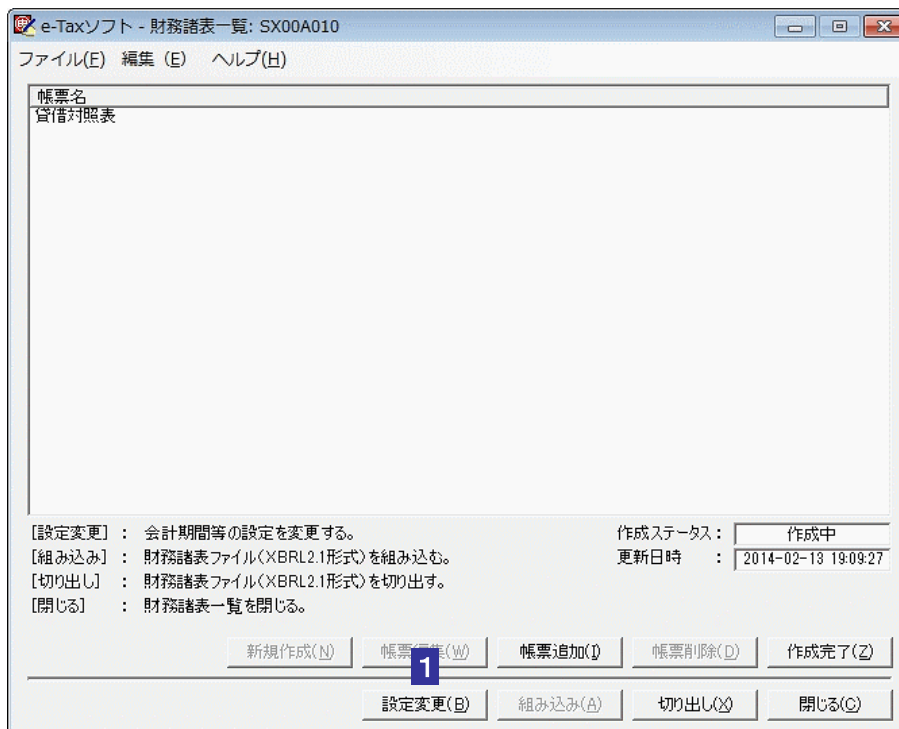 e-Taxソフト - 財務諸表一覧: SX00A010
ファイル(F) 編集(E) ヘルプ(H)
帳票名
貸借対照表
[設定変更] : 会計期間等の設定を変更する。
[組み込み] : 財務諸表ファイル(XBRL2.1形式)を組み込む。
[切り出し] : 財務諸表ファイル(XBRL2.1形式)を切り出す。
[閉じる] : 財務諸表一覧を閉じる。
作成ステータス: 作成中
更新日時 : 2014-02-13 19:09:27
新規作成(N) 帳票編集(W) 帳票追加(I) 帳票削除(D) 作成完了(Z)
1
設定変更(B) 組み込み(A) 切り出し(X) 閉じる(C)